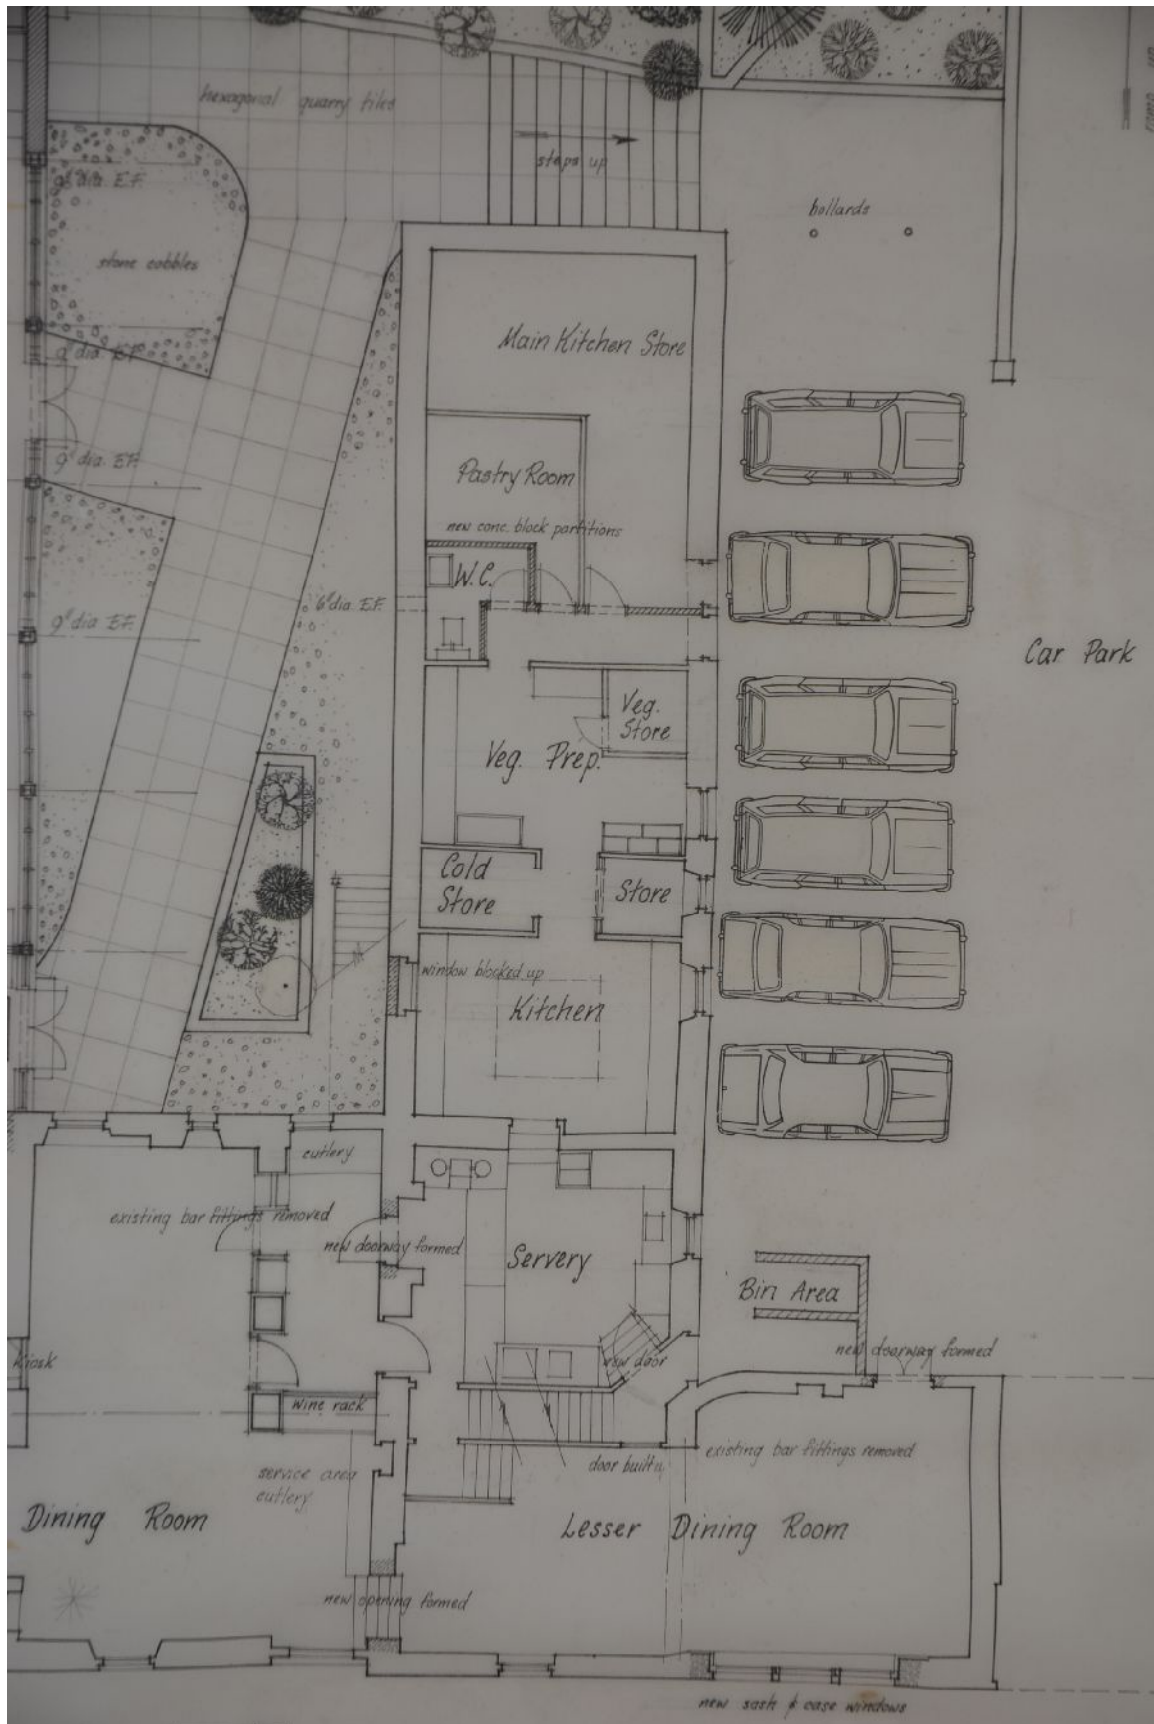 hexagonal quarry tiles
steps up
9" dia. E.F.
bollards
stone cobbles
Main Kitchen Store
9" dia. E.F.
9" dia. E.F.
Pastry Room
new conc. block partitions
W.C.
6" dia. E.F.
9" dia. E.F.
Car Park
Veg.
Store
Veg. Prep.
Cold
Store
Store
window blocked up
Kitchen
cutlery
existing bar fittings removed
new doorway formed
Servery
Bin Area
new doorway formed
Kiosk
new door
wine rack
existing bar fittings removed
door built
service area
cutlery
Dining Room
Lesser Dining Room
new opening formed
new sash & case windows